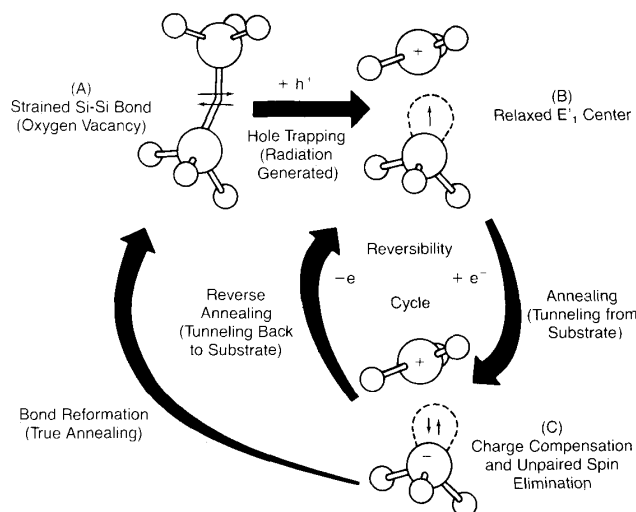 (A)
Strained Si-Si Bond
(Oxygen Vacancy)
+ h⁺
Hole Trapping
(Radiation
Generated)
+
(B)
Relaxed E'₁ Center
Reversibility
−e
+ e⁻
Cycle
Reverse
Annealing
(Tunneling Back
to Substrate)
Annealing
(Tunneling from
Substrate)
Bond Reformation
(True Annealing)
+
−
(C)
Charge Compensation
and Unpaired Spin
Elimination